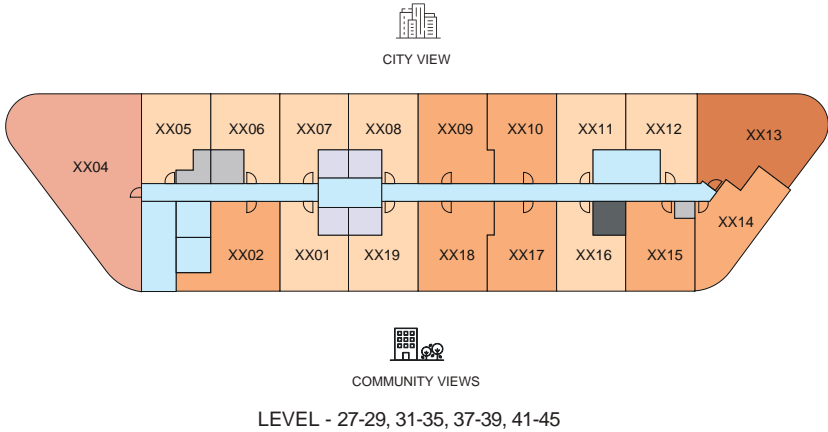 CITY VIEW
XX05 XX06 XX07 XX08 XX09 XX10 XX11 XX12
XX13
XX04
XX14
XX02 XX01 XX19 XX18 XX17 XX16 XX15
COMMUNITY VIEWS
LEVEL - 27-29, 31-35, 37-39, 41-45